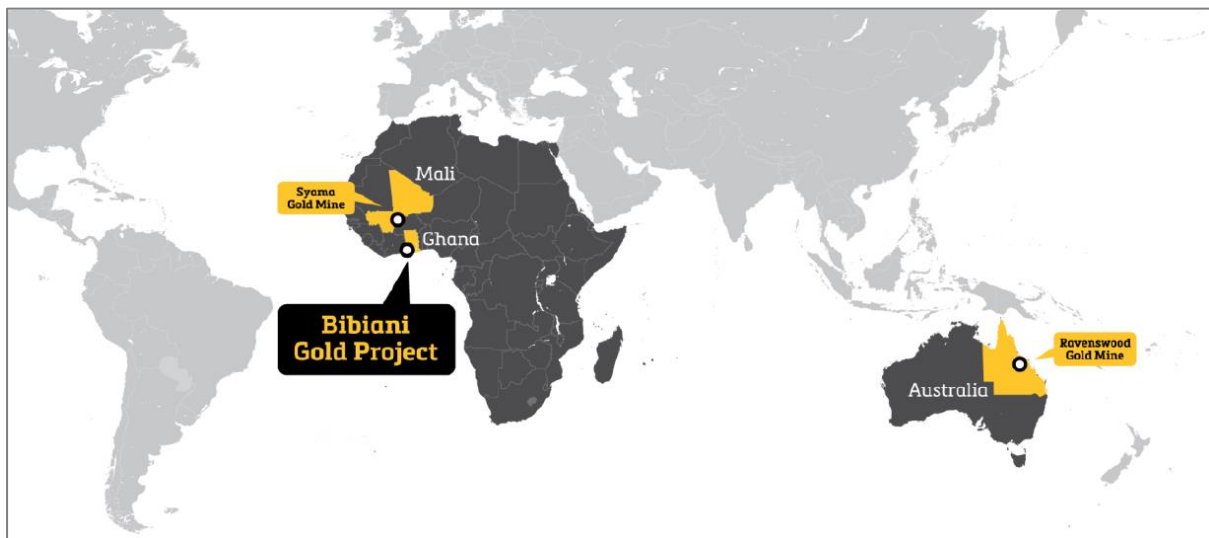 Mali
Syama
Gold Mine
Ghana
Bibiani
Gold Project
Ravenswood
Gold Mine
Australia